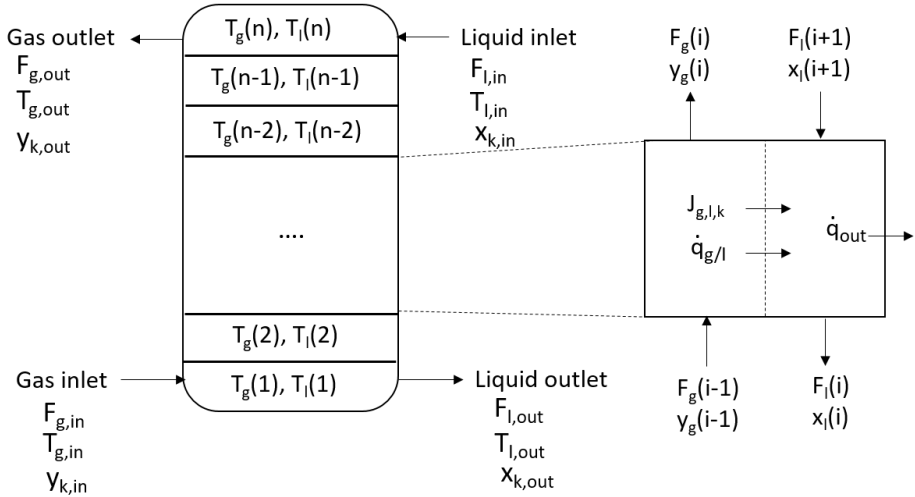 Gas outlet
F_g,out
T_g,out
y_k,out
T_g(n), T_l(n)
T_g(n-1), T_l(n-1)
T_g(n-2), T_l(n-2)
....
T_g(2), T_l(2)
T_g(1), T_l(1)
Liquid inlet
F_l,in
T_l,in
x_k,in
Gas inlet
F_g,in
T_g,in
y_k,in
Liquid outlet
F_l,out
T_l,out
x_k,out
F_g(i)
y_g(i)
F_l(i+1)
x_l(i+1)
J_g,l,k
q̇_g/l
q̇_out
F_g(i-1)
y_g(i-1)
F_l(i)
x_l(i)